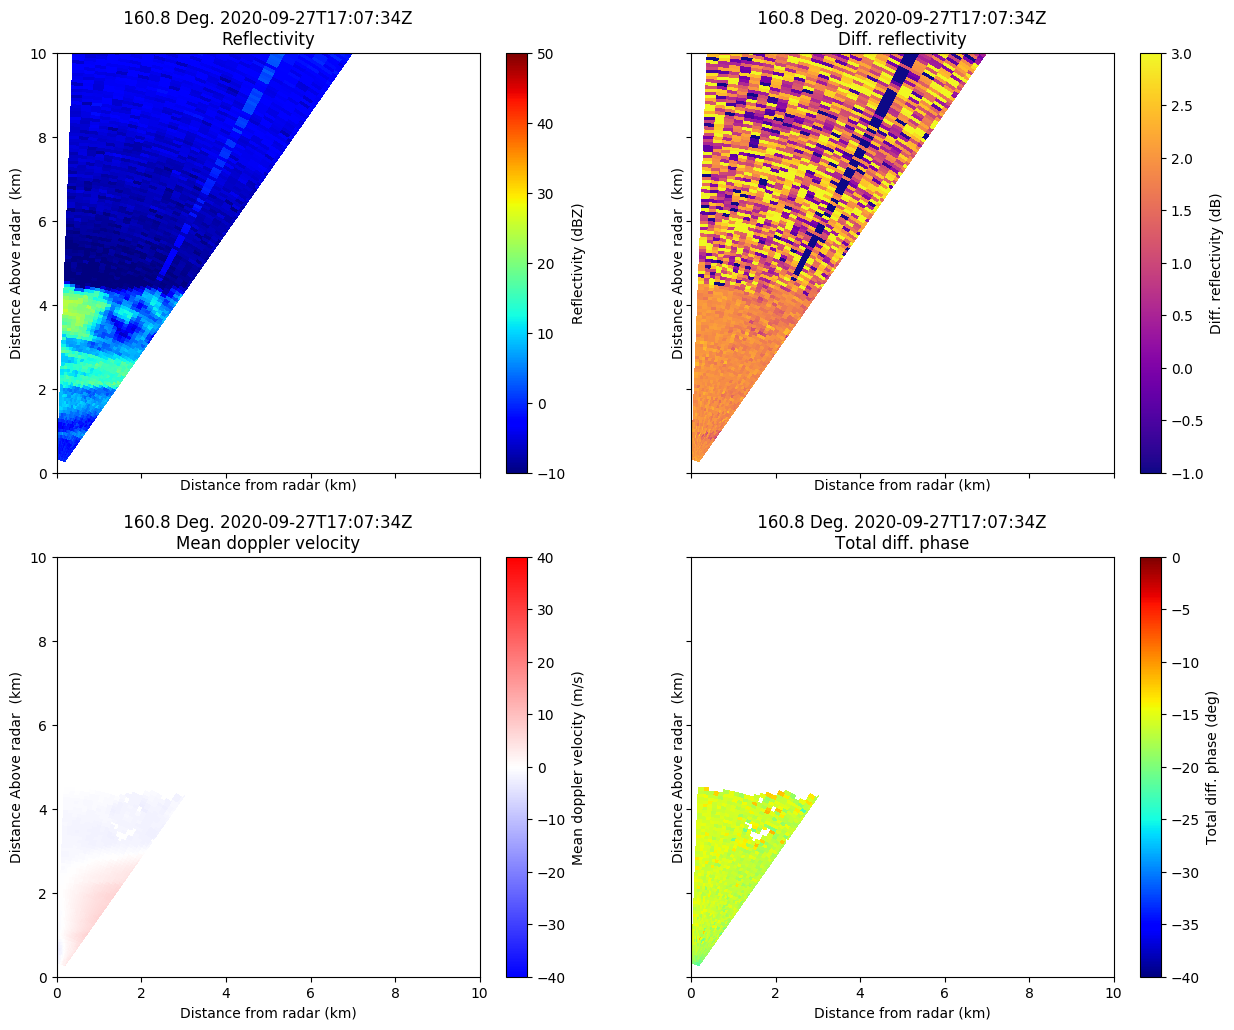 160.8 Deg. 2020-09-27T17:07:34Z
Reflectivity
10
8
6
4
2
0
Distance Above radar  (km)
Distance from radar (km)
50
40
30
20
10
0
−10
Reflectivity (dBZ)
160.8 Deg. 2020-09-27T17:07:34Z
Diff. reflectivity
Distance Above radar  (km)
Distance from radar (km)
3.0
2.5
2.0
1.5
1.0
0.5
0.0
−0.5
−1.0
Diff. reflectivity (dB)
160.8 Deg. 2020-09-27T17:07:34Z
Mean doppler velocity
10
8
6
4
2
0
Distance Above radar  (km)
0 2 4 6 8 10
Distance from radar (km)
40
30
20
10
0
−10
−20
−30
−40
Mean doppler velocity (m/s)
160.8 Deg. 2020-09-27T17:07:34Z
Total diff. phase
Distance Above radar  (km)
0 2 4 6 8 10
Distance from radar (km)
0
−5
−10
−15
−20
−25
−30
−35
−40
Total diff. phase (deg)